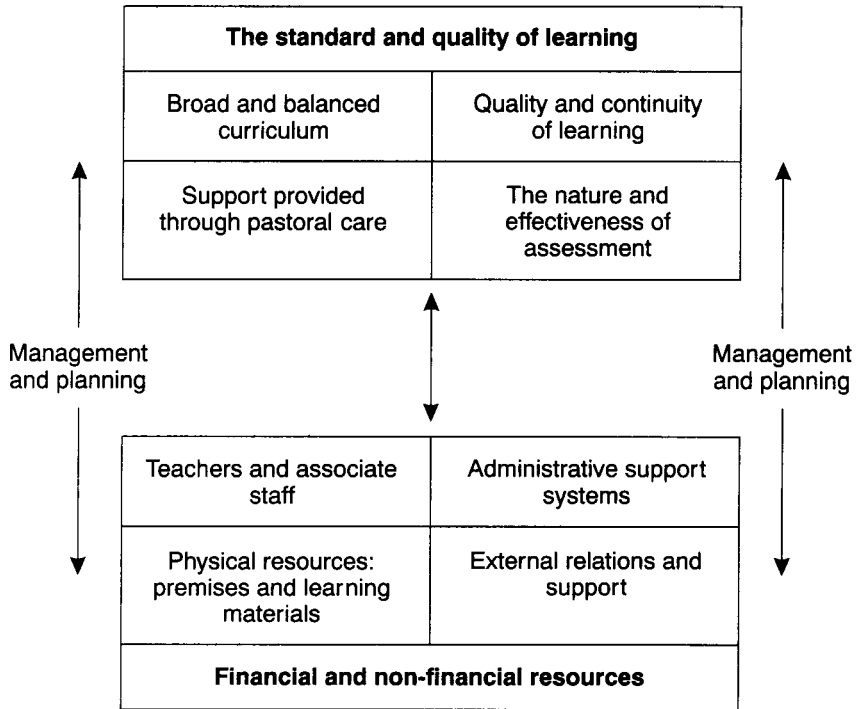 The standard and quality of learning
Broad and balanced
curriculum
Quality and continuity
of learning
Support provided
through pastoral care
The nature and
effectiveness of
assessment
Management
and planning
Management
and planning
Teachers and associate
staff
Administrative support
systems
Physical resources:
premises and learning
materials
External relations and
support
Financial and non-financial resources